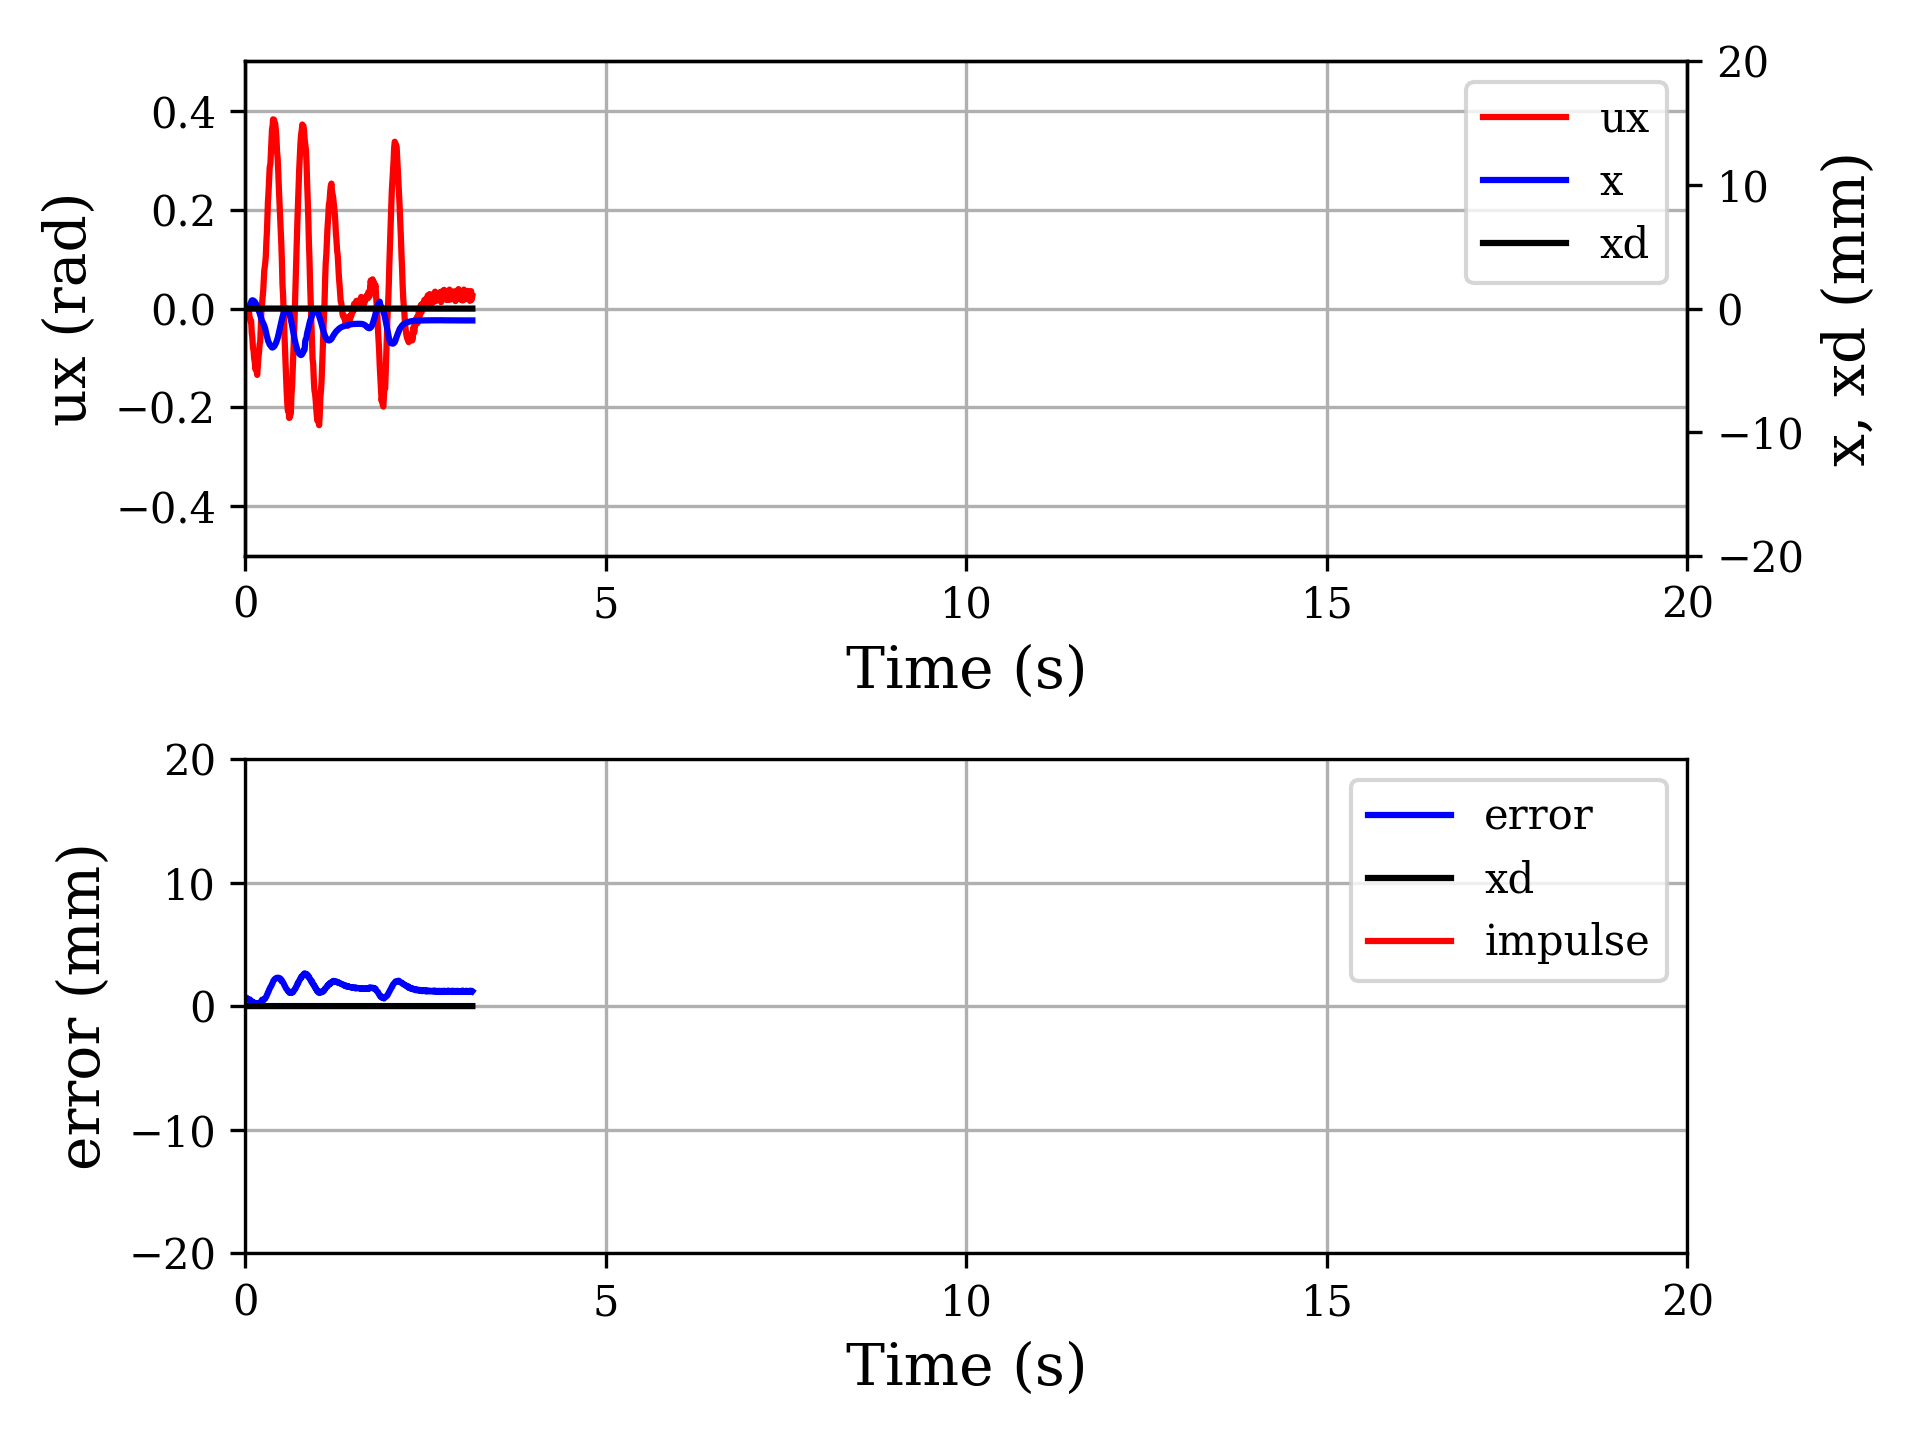 ux (rad)
0.4
0.2
0.0
−0.2
−0.4
20
10
0
−10
−20
x, xd (mm)
ux
x
xd
0 5 10 15 20
Time (s)
error (mm)
20
10
0
−10
−20
error
xd
impulse
0 5 10 15 20
Time (s)